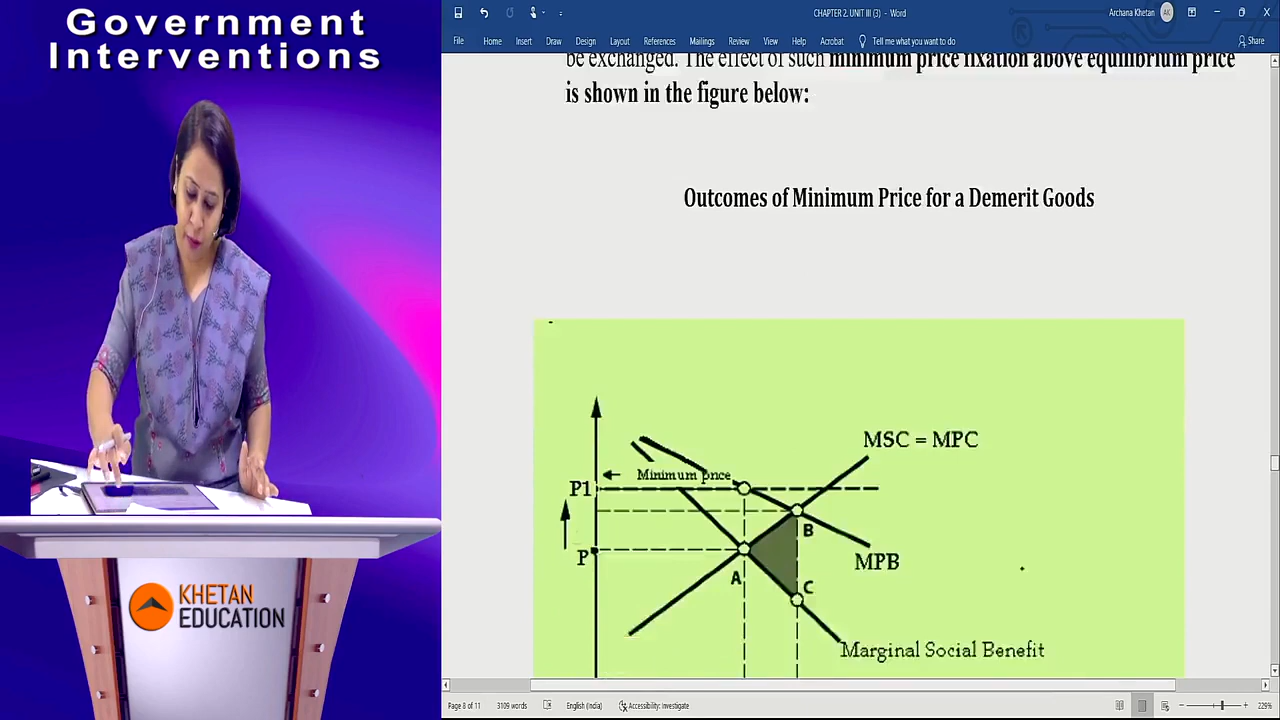 Government
Interventions
KHETAN
EDUCATION
CHAPTER 2. UNIT III (3) - Word
Archana Khetan
AK
File
Home
Insert
Draw
Design
Layout
References
Mailings
Review
View
Help
Acrobat
Tell me what you want to do
Share
be exchanged. The effect of such minimum price fixation above equilibrium price
is shown in the figure below:
Outcomes of Minimum Price for a Demerit Goods
MSC = MPC
Minimum price
P1
B
P
A
MPB
C
Marginal Social Benefit
Page 8 of 11
3109 words
English (India)
Accessibility: Investigate
229%